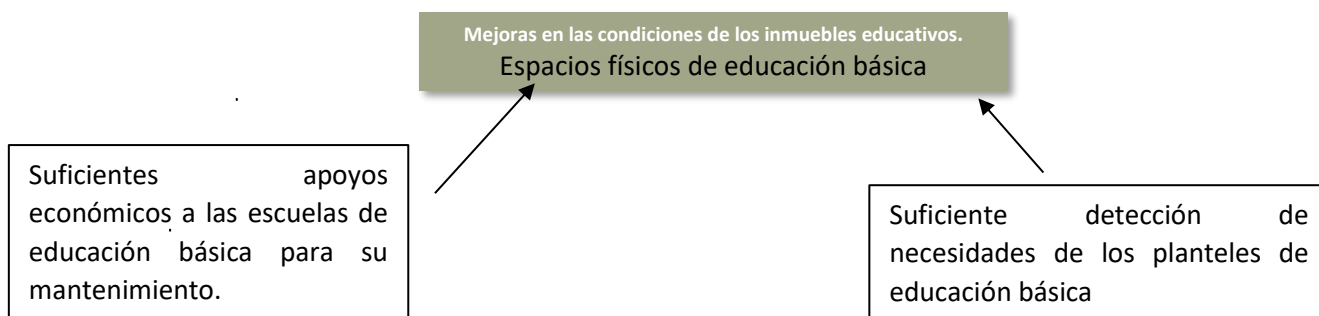 Mejoras en las condiciones de los inmuebles educativos.
Espacios físicos de educación básica
Suficientes apoyos
económicos a las escuelas de
educación básica para su
mantenimiento.
Suficiente detección de
necesidades de los planteles de
educación básica